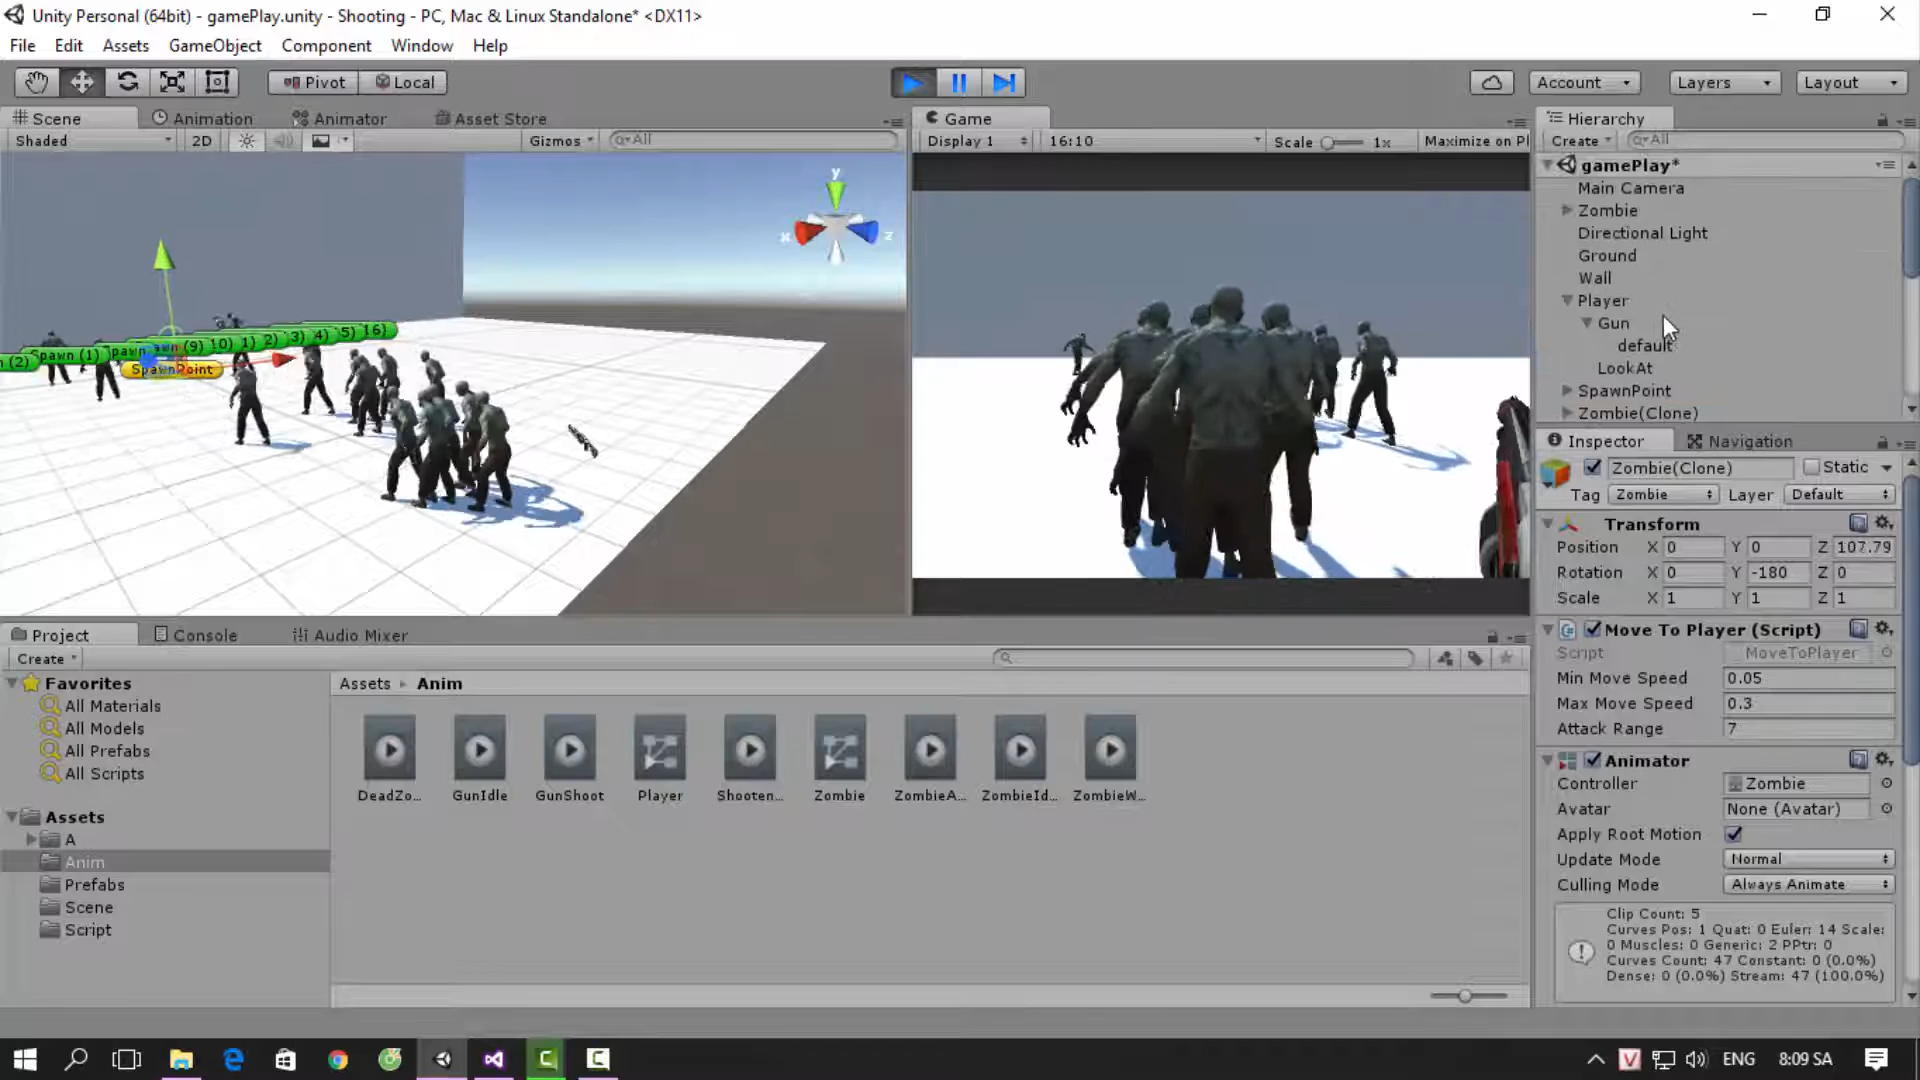 Unity Personal (64bit) - gamePlay.unity - Shooting - PC, Mac & Linux Standalone* <DX11>
File Edit Assets GameObject Component Window Help
Pivot Local Account Layers Layout
Scene Animation Animator Asset Store
Shaded 2D Gizmos All
Game
Display 1 16:10 Scale 1x Maximize on Pl
Hierarchy
Create All
gamePlay*
Main Camera
Zombie
Directional Light
Ground
Wall
Player
Gun
default
LookAt
SpawnPoint
Zombie(Clone)
y
x
z
Spawn (1)
SpawnPoint
Inspector Navigation
Zombie(Clone) Static
Tag Zombie Layer Default
Transform
Position X 0 Y 0 Z 107.79
Rotation X 0 Y -180 Z 0
Scale X 1 Y 1 Z 1
Move To Player (Script)
Script MoveToPlayer
Min Move Speed 0.05
Max Move Speed 0.3
Attack Range 7
Animator
Controller Zombie
Avatar None (Avatar)
Apply Root Motion
Update Mode Normal
Culling Mode Always Animate
Clip Count: 5
Curves Pos: 1 Quat: 0 Euler: 14 Scale:
0 Muscles: 0 Generic: 2 PPtr: 0
Curves Count: 47 Constant: 0 (0.0%)
Dense: 0 (0.0%) Stream: 47 (100.0%)
Project Console Audio Mixer
Create
Favorites
All Materials
All Models
All Prefabs
All Scripts
Assets
A
Anim
Prefabs
Scene
Script
Assets Anim
DeadZo... GunIdle GunShoot Player Shooten... Zombie ZombieA... ZombieId... ZombieW...
ENG 8:09 SA